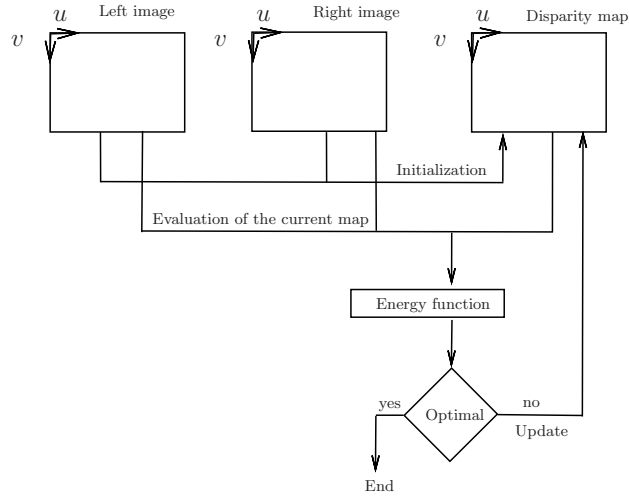 Left image
Right image
Disparity map
u
u
u
v
v
v
Initialization
Evaluation of the current map
Energy function
yes
Optimal
no
Update
End